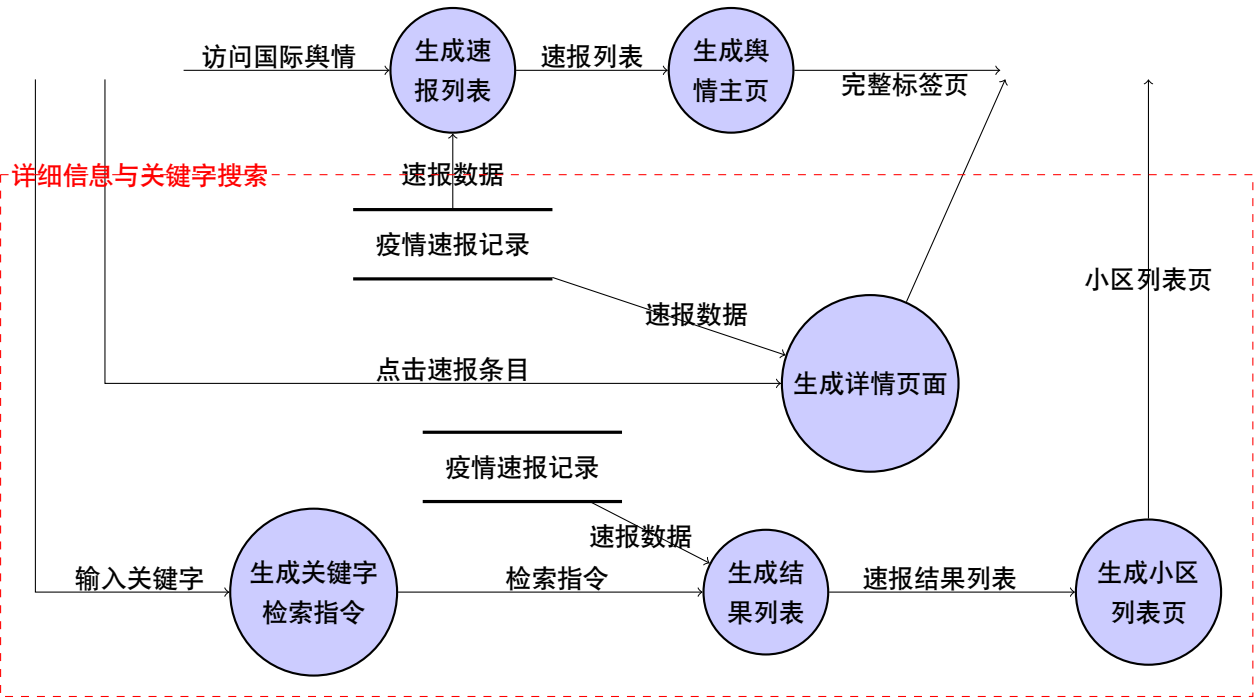 访问国际舆情
生成速
报列表
速报列表
生成舆
情主页
完整标签页
详细信息与关键字搜索
速报数据
疫情速报记录
小区列表页
速报数据
点击速报条目
生成详情页面
疫情速报记录
速报数据
输入关键字
生成关键字
检索指令
检索指令
生成结
果列表
速报结果列表
生成小区
列表页